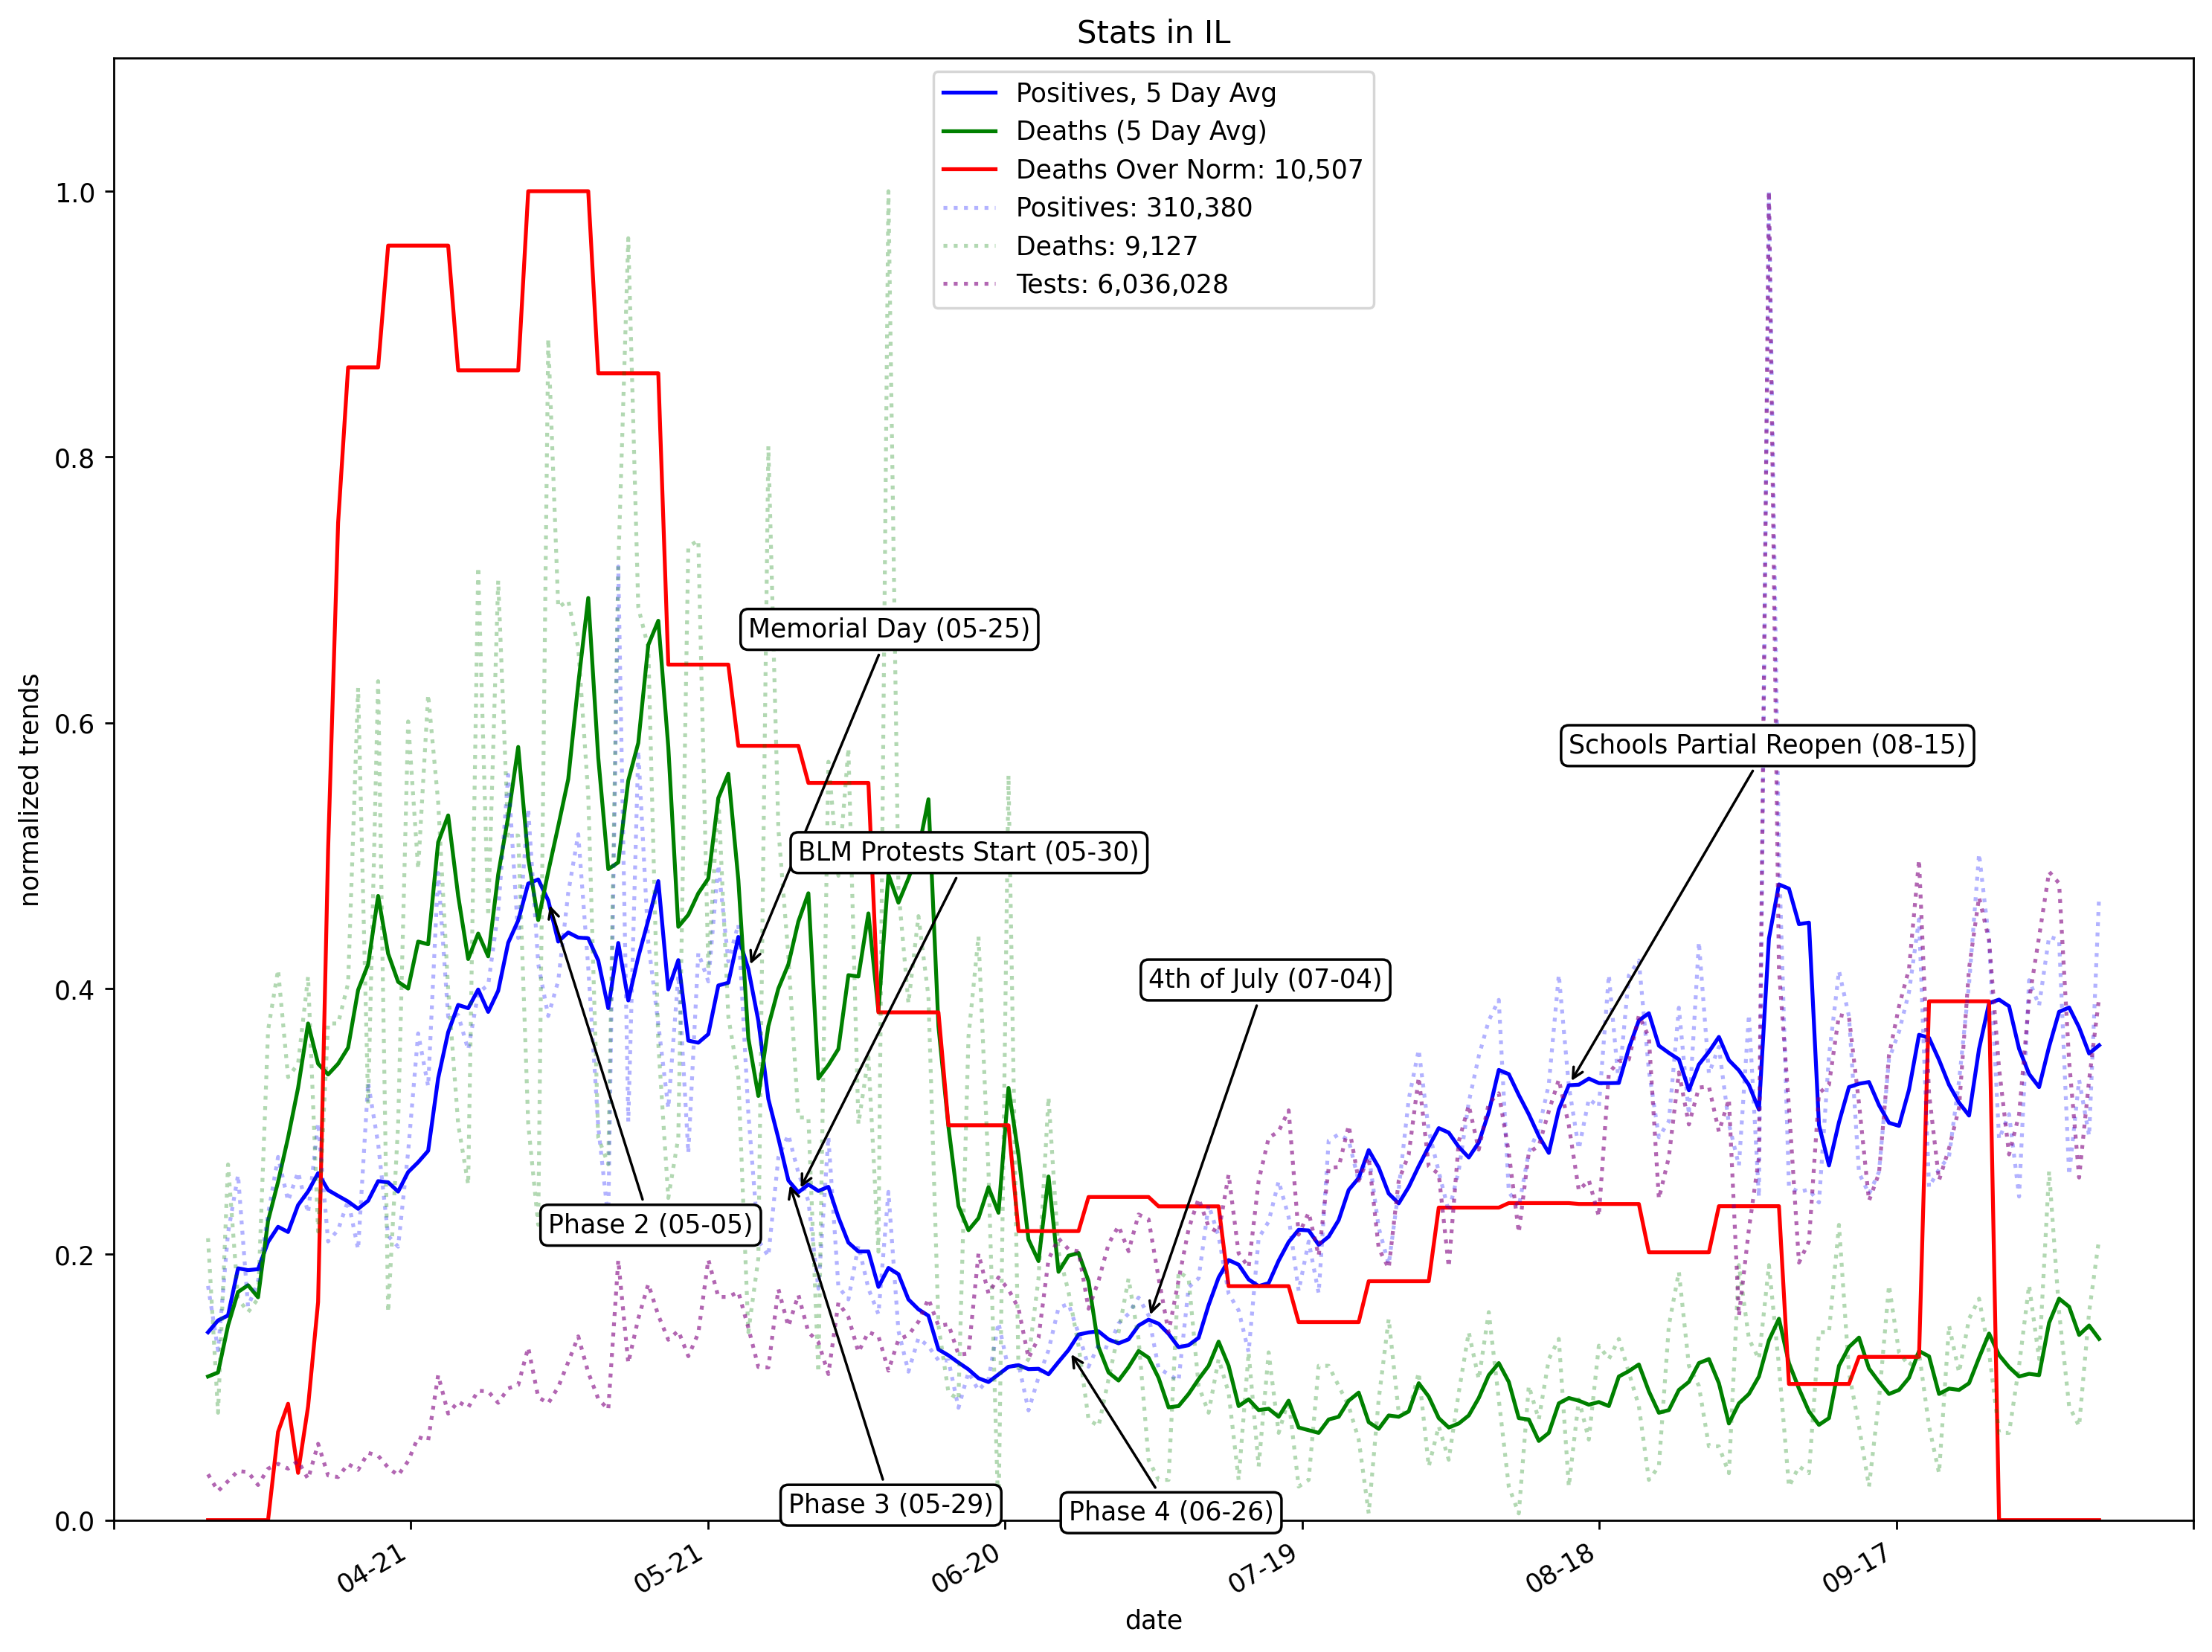 Stats in IL
Positives, 5 Day Avg
Deaths (5 Day Avg)
Deaths Over Norm: 10,507
Positives: 310,380
Deaths: 9,127
Tests: 6,036,028
1.0
0.8
0.6
0.4
0.2
0.0
normalized trends
Memorial Day (05-25)
Schools Partial Reopen (08-15)
BLM Protests Start (05-30)
4th of July (07-04)
Phase 2 (05-05)
Phase 3 (05-29)
Phase 4 (06-26)
04-21
05-21
06-20
07-19
08-18
09-17
date